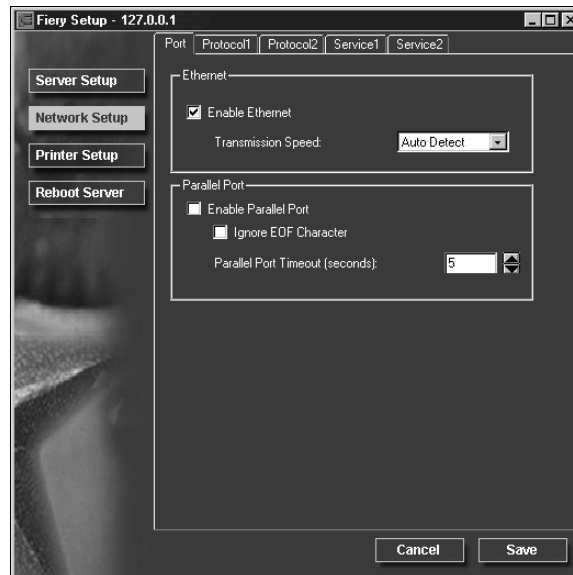 Fiery Setup - 127.0.0.1
Port Protocol1 Protocol2 Service1 Service2
Server Setup
Network Setup
Printer Setup
Reboot Server
Ethernet
Enable Ethernet
Transmission Speed: Auto Detect
Parallel Port
Enable Parallel Port
Ignore EOF Character
Parallel Port Timeout (seconds): 5
Cancel Save